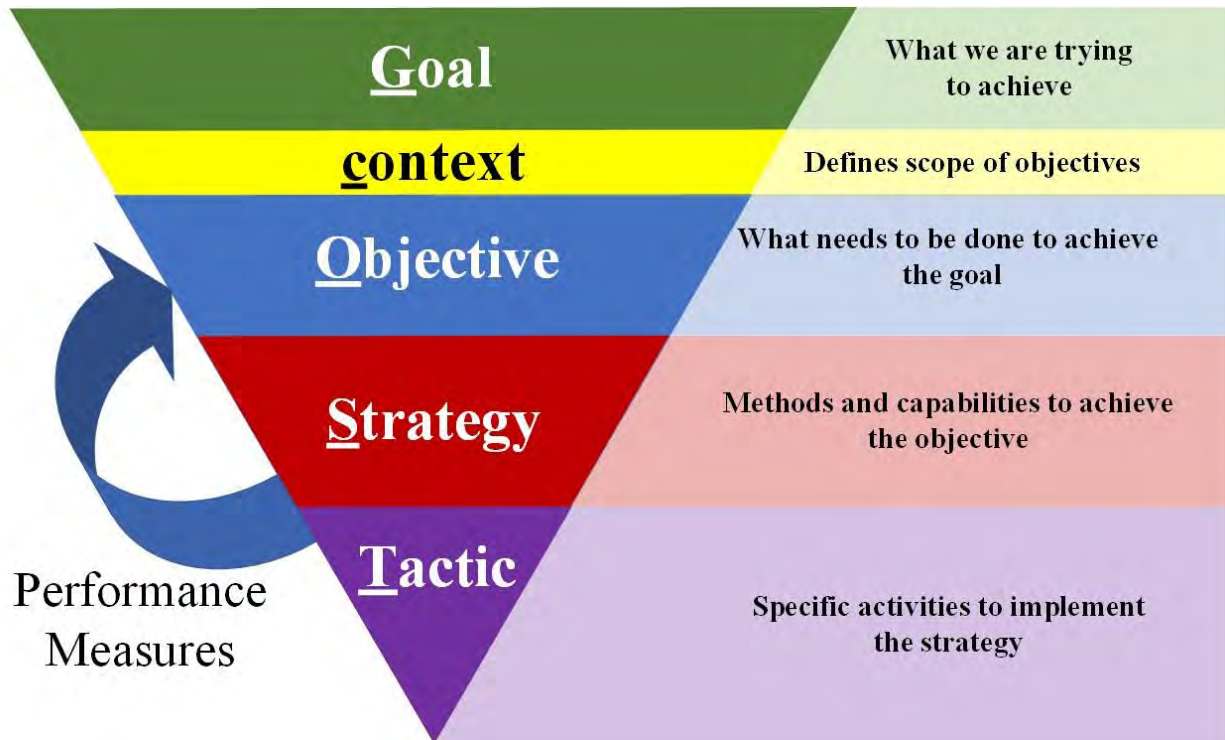 Goal
What we are trying
to achieve
context
Defines scope of objectives
Objective
What needs to be done to achieve
the goal
Strategy
Methods and capabilities to achieve
the objective
Tactic
Specific activities to implement
the strategy
Performance
Measures